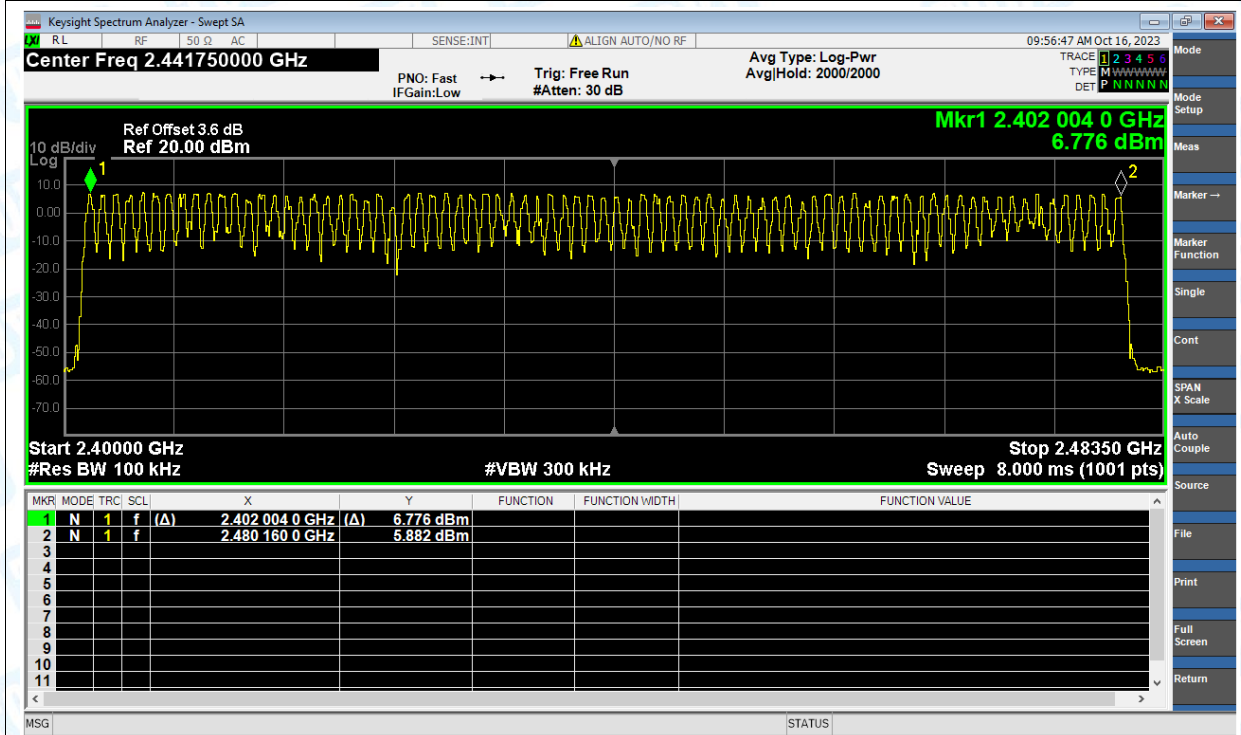 Keysight Spectrum Analyzer - Swept SA
LXI RL RF 50 Ω AC SENSE:INT ALIGN AUTO/NO RF 09:56:47 AM Oct 16, 2023
Center Freq 2.441750000 GHz
PNO: Fast
IFGain:Low
Trig: Free Run
#Atten: 30 dB
Avg Type: Log-Pwr
Avg|Hold: 2000/2000
TRACE 1 2 3 4 5 6
TYPE M W W W W W
DET P N N N N N
Mkr1 2.402 004 0 GHz
6.776 dBm
Ref Offset 3.6 dB
10 dB/div Ref 20.00 dBm
Log
1
2
10.0
0.00
-10.0
-20.0
-30.0
-40.0
-50.0
-60.0
-70.0
Start 2.40000 GHz Stop 2.48350 GHz
#Res BW 100 kHz #VBW 300 kHz Sweep 8.000 ms (1001 pts)
MKR MODE TRC SCL X Y FUNCTION FUNCTION WIDTH FUNCTION VALUE
1 N 1 f (Δ) 2.402 004 0 GHz (Δ) 6.776 dBm
2 N 1 f 2.480 160 0 GHz 5.882 dBm
3
4
5
6
7
8
9
10
11
MSG STATUS
Mode
Mode Setup
Meas
Marker →
Marker Function
Single
Cont
SPAN X Scale
Auto Couple
Source
File
Print
Full Screen
Return